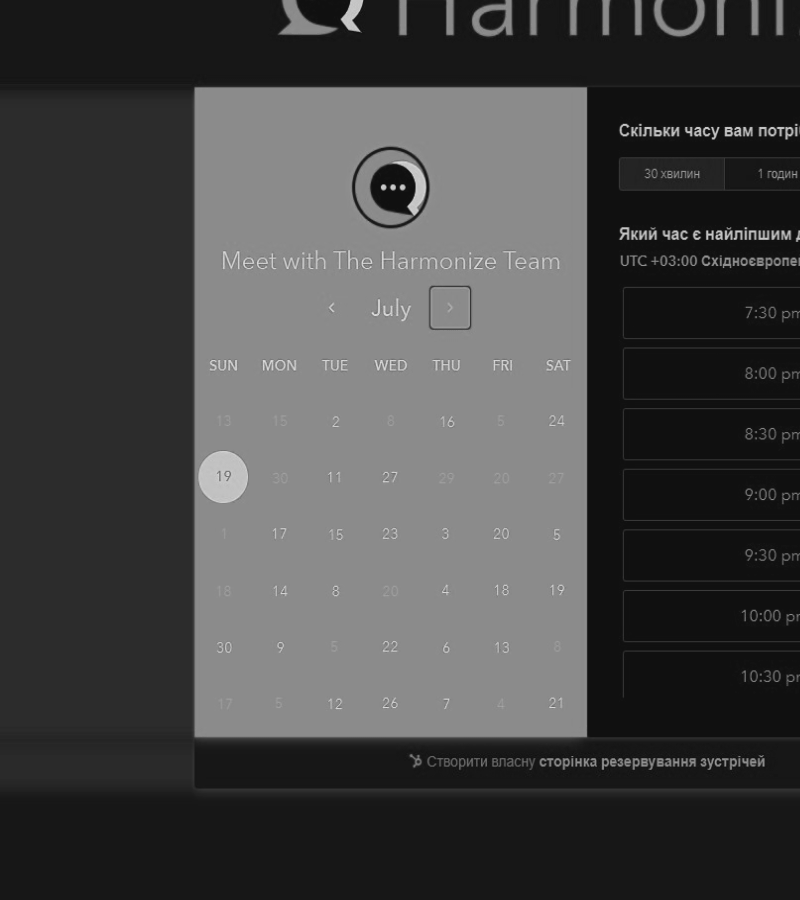 Harmoni
Meet with The Harmonize Team
July
SUN MON TUE WED THU FRI SAT
13 15 2 8 16 5 24
19 30 11 27 29 20 27
1 17 15 23 3 20 5
18 14 8 20 4 18 19
30 9 5 22 6 13 8
17 5 12 26 7 4 21
Скільки часу вам потрі
30 хвилин 1 годин
Який час є найліпшим д
UTC +03:00 Східноєвропе
7:30 pm
8:00 pm
8:30 pm
9:00 pm
9:30 pm
10:00 pm
10:30 pm
Створити власну сторінка резервування зустрічей